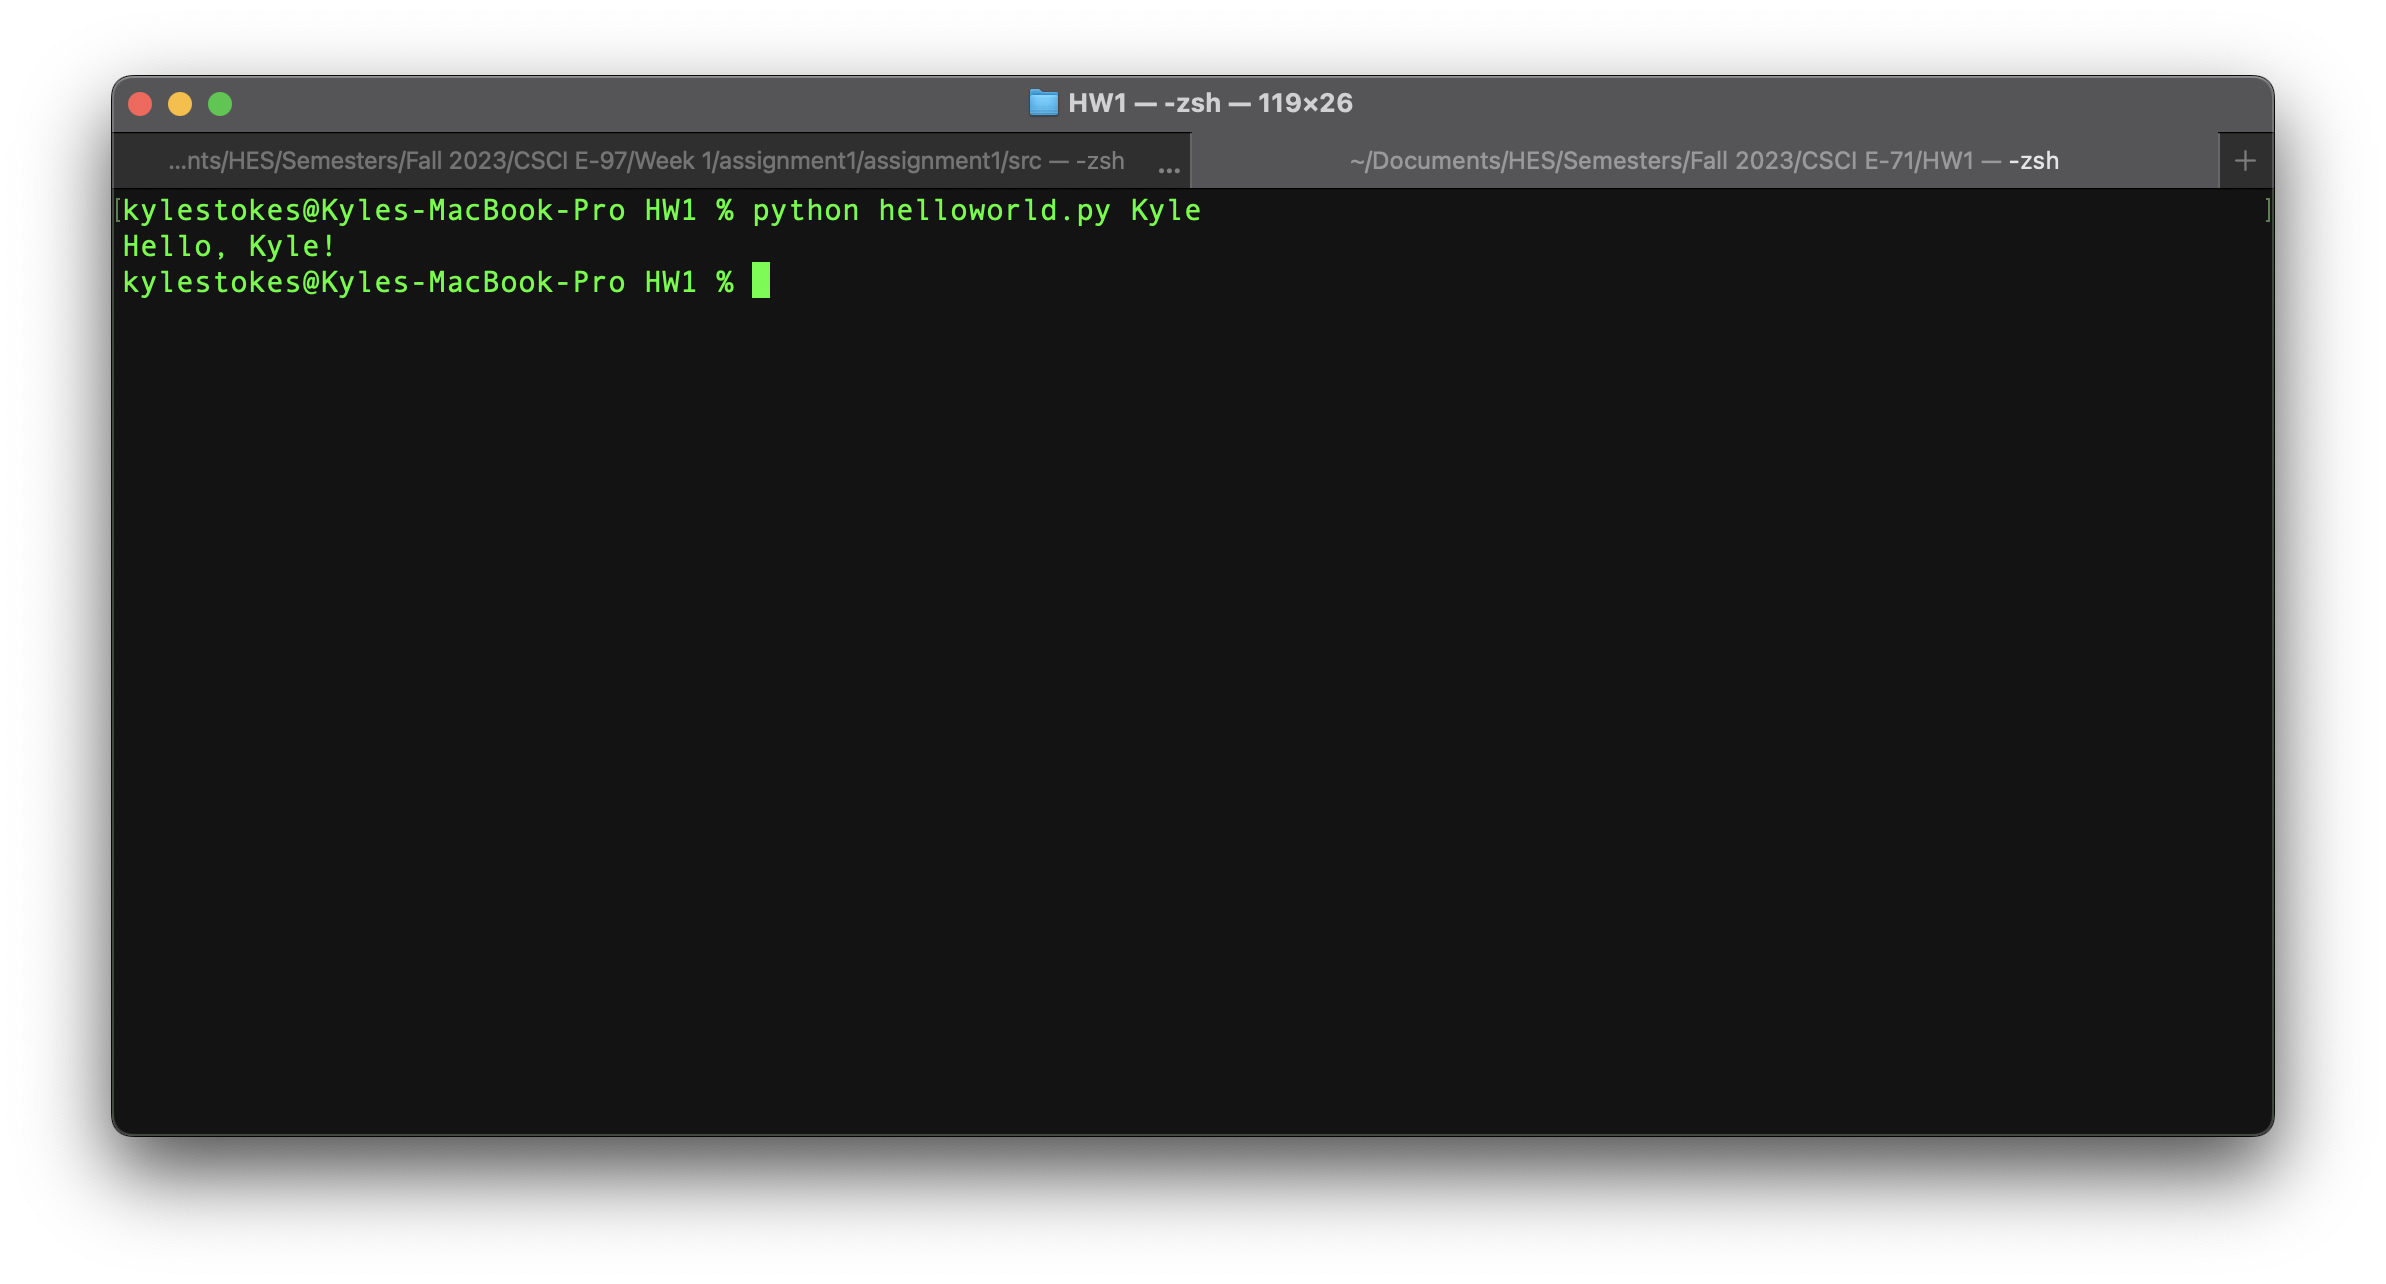 HW1 — -zsh — 119×26
...nts/HES/Semesters/Fall 2023/CSCI E-97/Week 1/assignment1/assignment1/src — -zsh ...
~/Documents/HES/Semesters/Fall 2023/CSCI E-71/HW1 — -zsh +
[kylestokes@Kyles-MacBook-Pro HW1 % python helloworld.py Kyle ]
Hello, Kyle!
kylestokes@Kyles-MacBook-Pro HW1 %